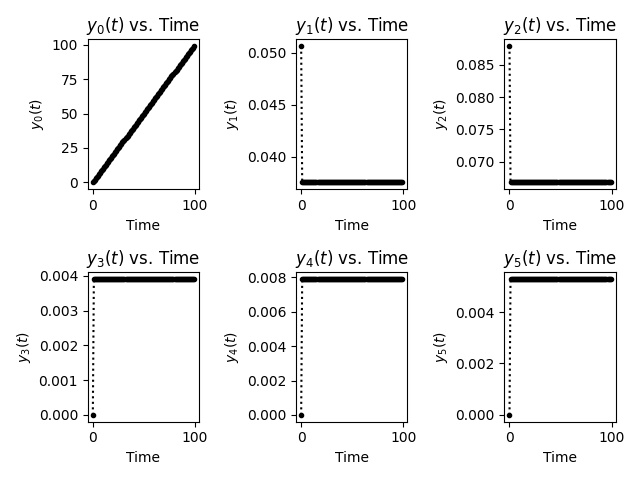 y₀(t) vs. Time
y₁(t) vs. Time
y₂(t) vs. Time
100
75
50
25
0
y₀(t)
0
100
Time
0.050
0.045
0.040
y₁(t)
0
100
Time
0.085
0.080
0.075
0.070
y₂(t)
0
100
Time
y₃(t) vs. Time
y₄(t) vs. Time
y₅(t) vs. Time
0.004
0.003
0.002
0.001
0.000
y₃(t)
0
100
Time
0.008
0.006
0.004
0.002
0.000
y₄(t)
0
100
Time
0.004
0.002
0.000
y₅(t)
0
100
Time